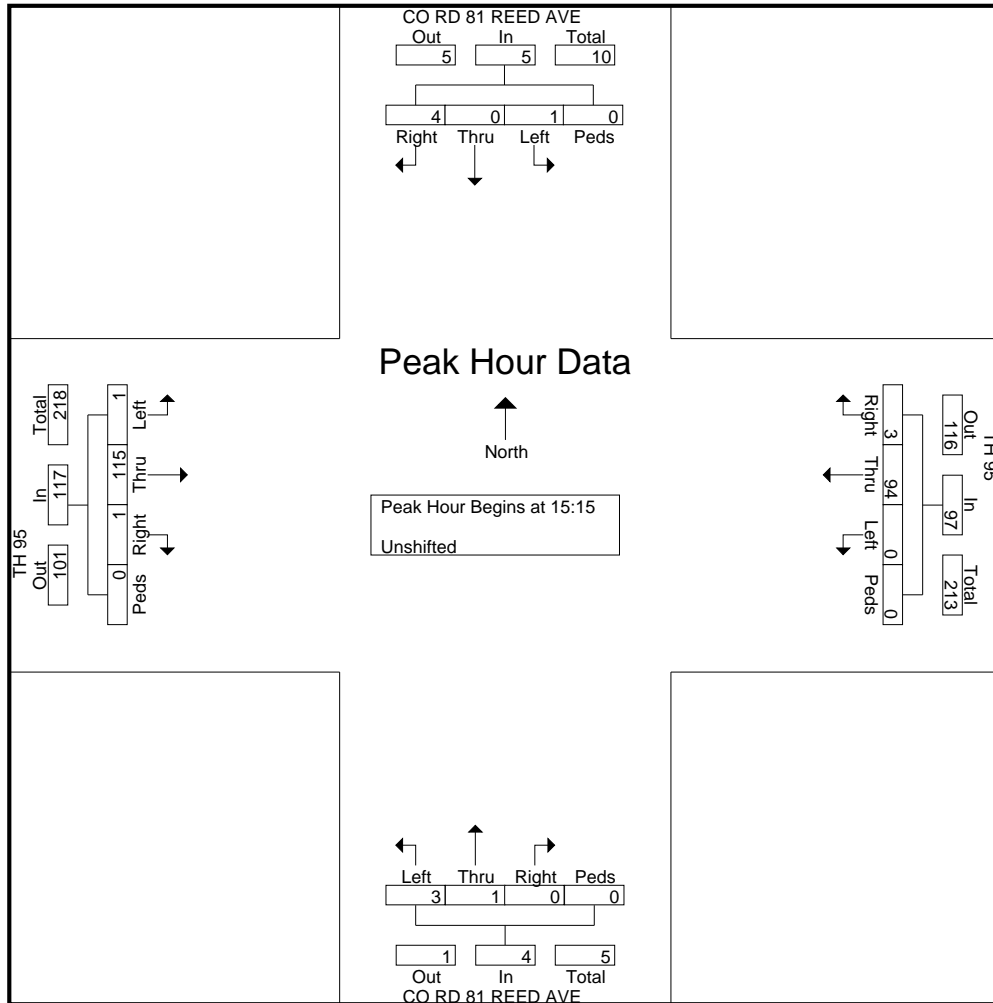 CO RD 81 REED AVE
Out In Total
5 5 10
4 0 1 0
Right Thru Left Peds
Peak Hour Data
North
Peak Hour Begins at 15:15
Unshifted
TH 95
Out In Total
101 117 218
0 1 115 1
Peds Right Thru Left
TH 95
Out In Total
116 97 213
3 94 0 0
Right Thru Left Peds
Left Thru Right Peds
3 1 0 0
1 4 5
Out In Total
CO RD 81 REED AVE